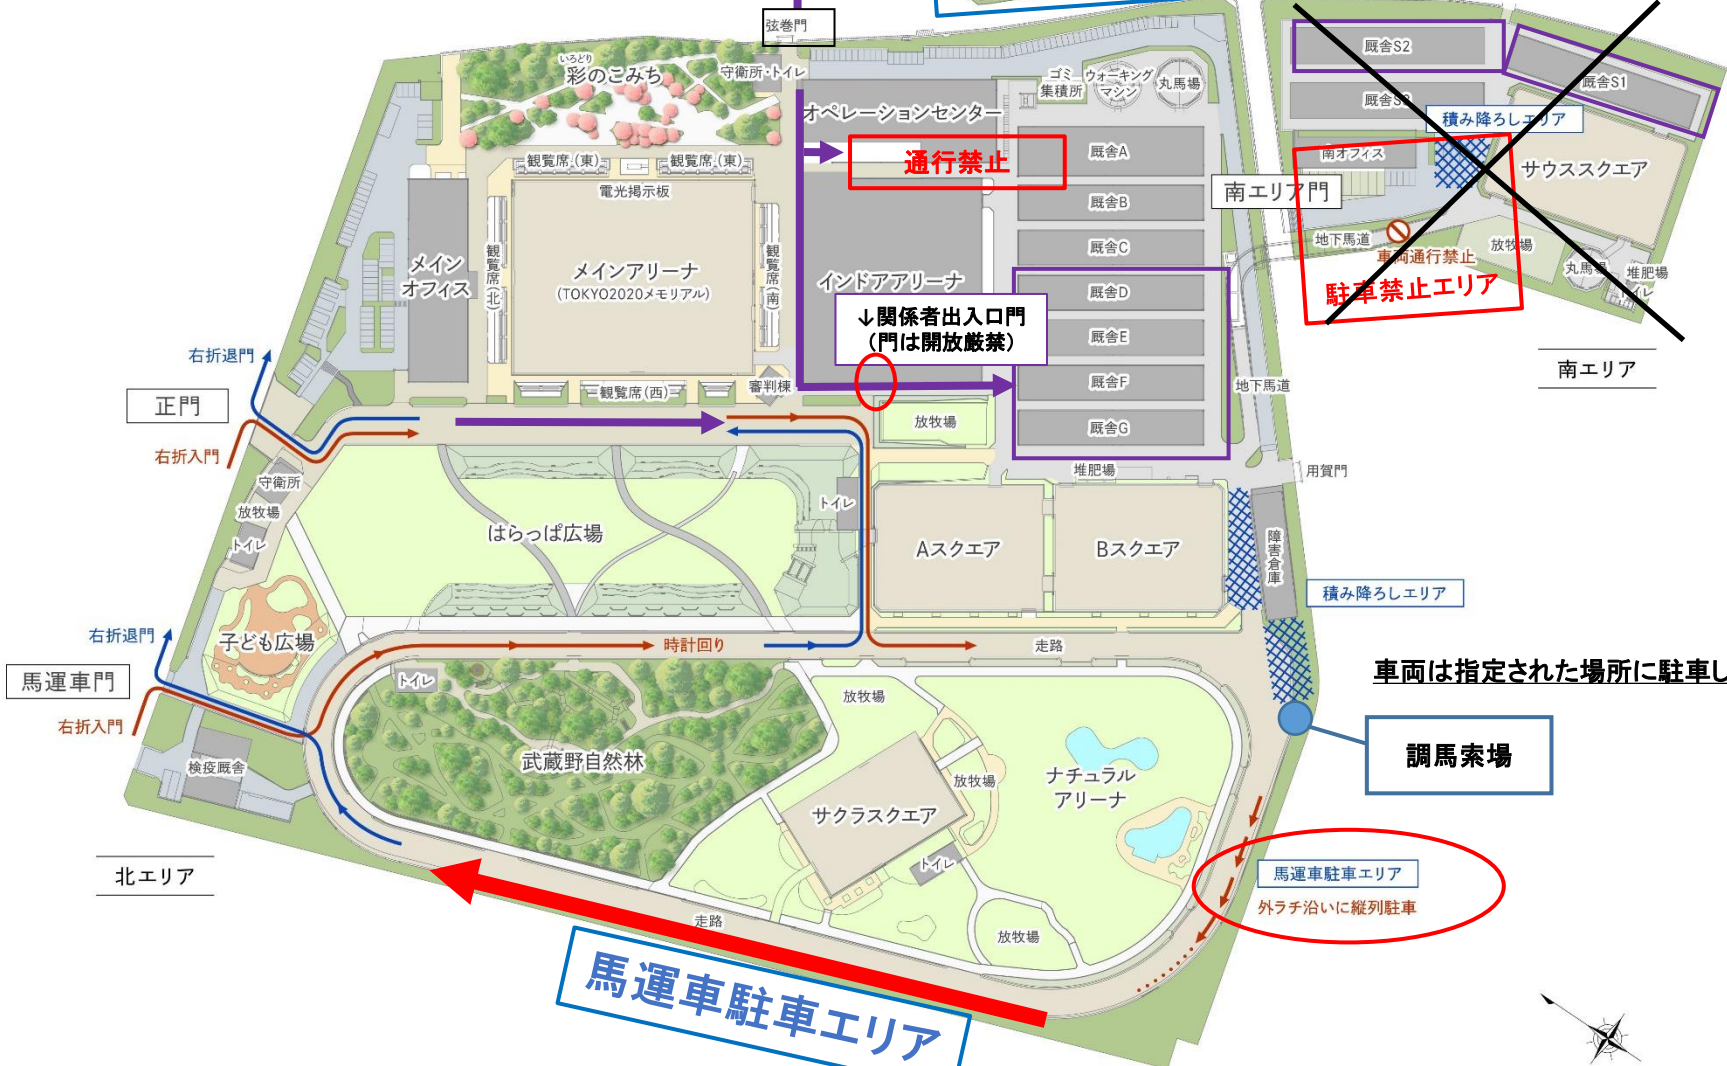 弦巻門
いろどり
彩のこみち
守衛所・トイレ
オペレーションセンター
通行禁止
ゴミ
集積所
ウォーキング
マシン
丸馬場
厩舎S2
厩舎S1
積み降ろしエリア
南オフィス
サウススクエア
南エリア門
地下馬道
車両通行禁止
駐車禁止エリア
放牧場
丸馬場
堆肥場
南エリア
観覧席(東)
観覧席(東)
電光掲示板
メイン
オフィス
観覧席(北)
メインアリーナ
(TOKYO2020メモリアル)
観覧席(南)
インドアアリーナ
厩舎A
厩舎B
厩舎C
厩舎D
厩舎E
厩舎F
厩舎G
↓関係者出入口門
(門は開放厳禁)
地下馬道
観覧席(西)
審判棟
放牧場
堆肥場
用賀門
右折退門
正門
右折入門
守衛所
放牧場
トイレ
はらっぱ広場
トイレ
Aスクエア
Bスクエア
障害倉庫
積み降ろしエリア
右折退門
子ども広場
時計回り
走路
馬運車門
右折入門
トイレ
放牧場
車両は指定された場所に駐車し
調馬索場
検疫厩舎
武蔵野自然林
サクラスクエア
放牧場
ナチュラル
アリーナ
トイレ
北エリア
走路
放牧場
馬運車駐車エリア
外ラチ沿いに縦列駐車
馬運車駐車エリア